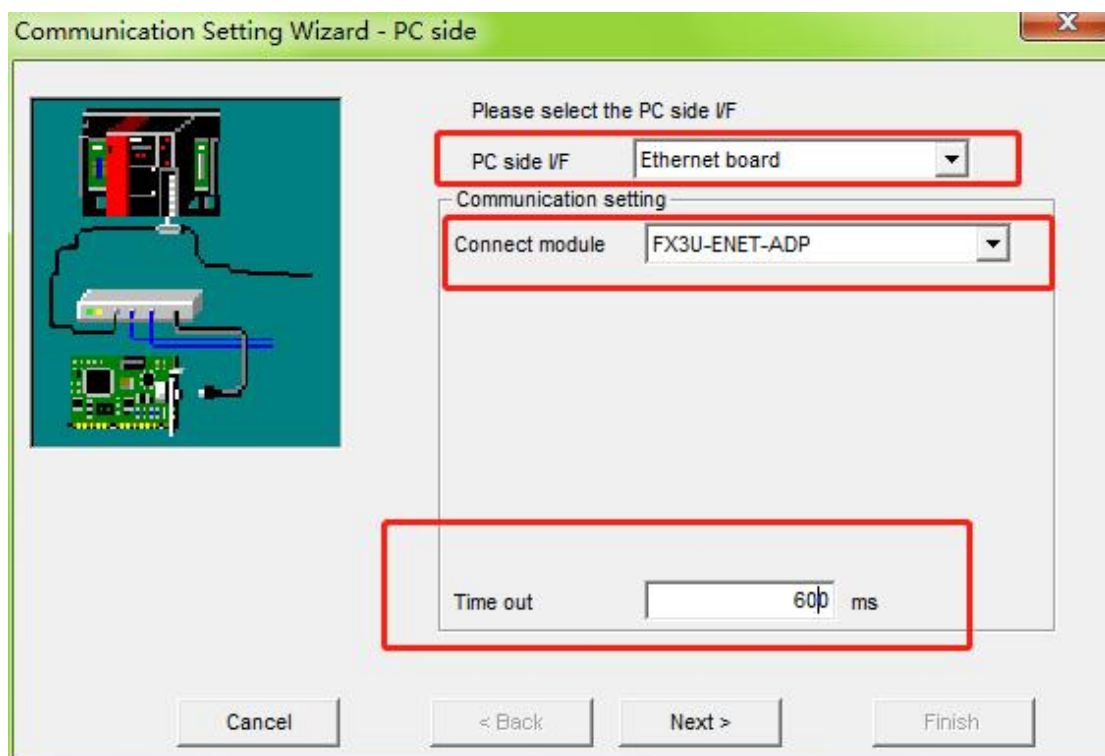 Communication Setting Wizard - PC side
Please select the PC side I/F
PC side I/F Ethernet board
Communication setting
Connect module FX3U-ENET-ADP
Time out 600 ms
Cancel < Back Next > Finish